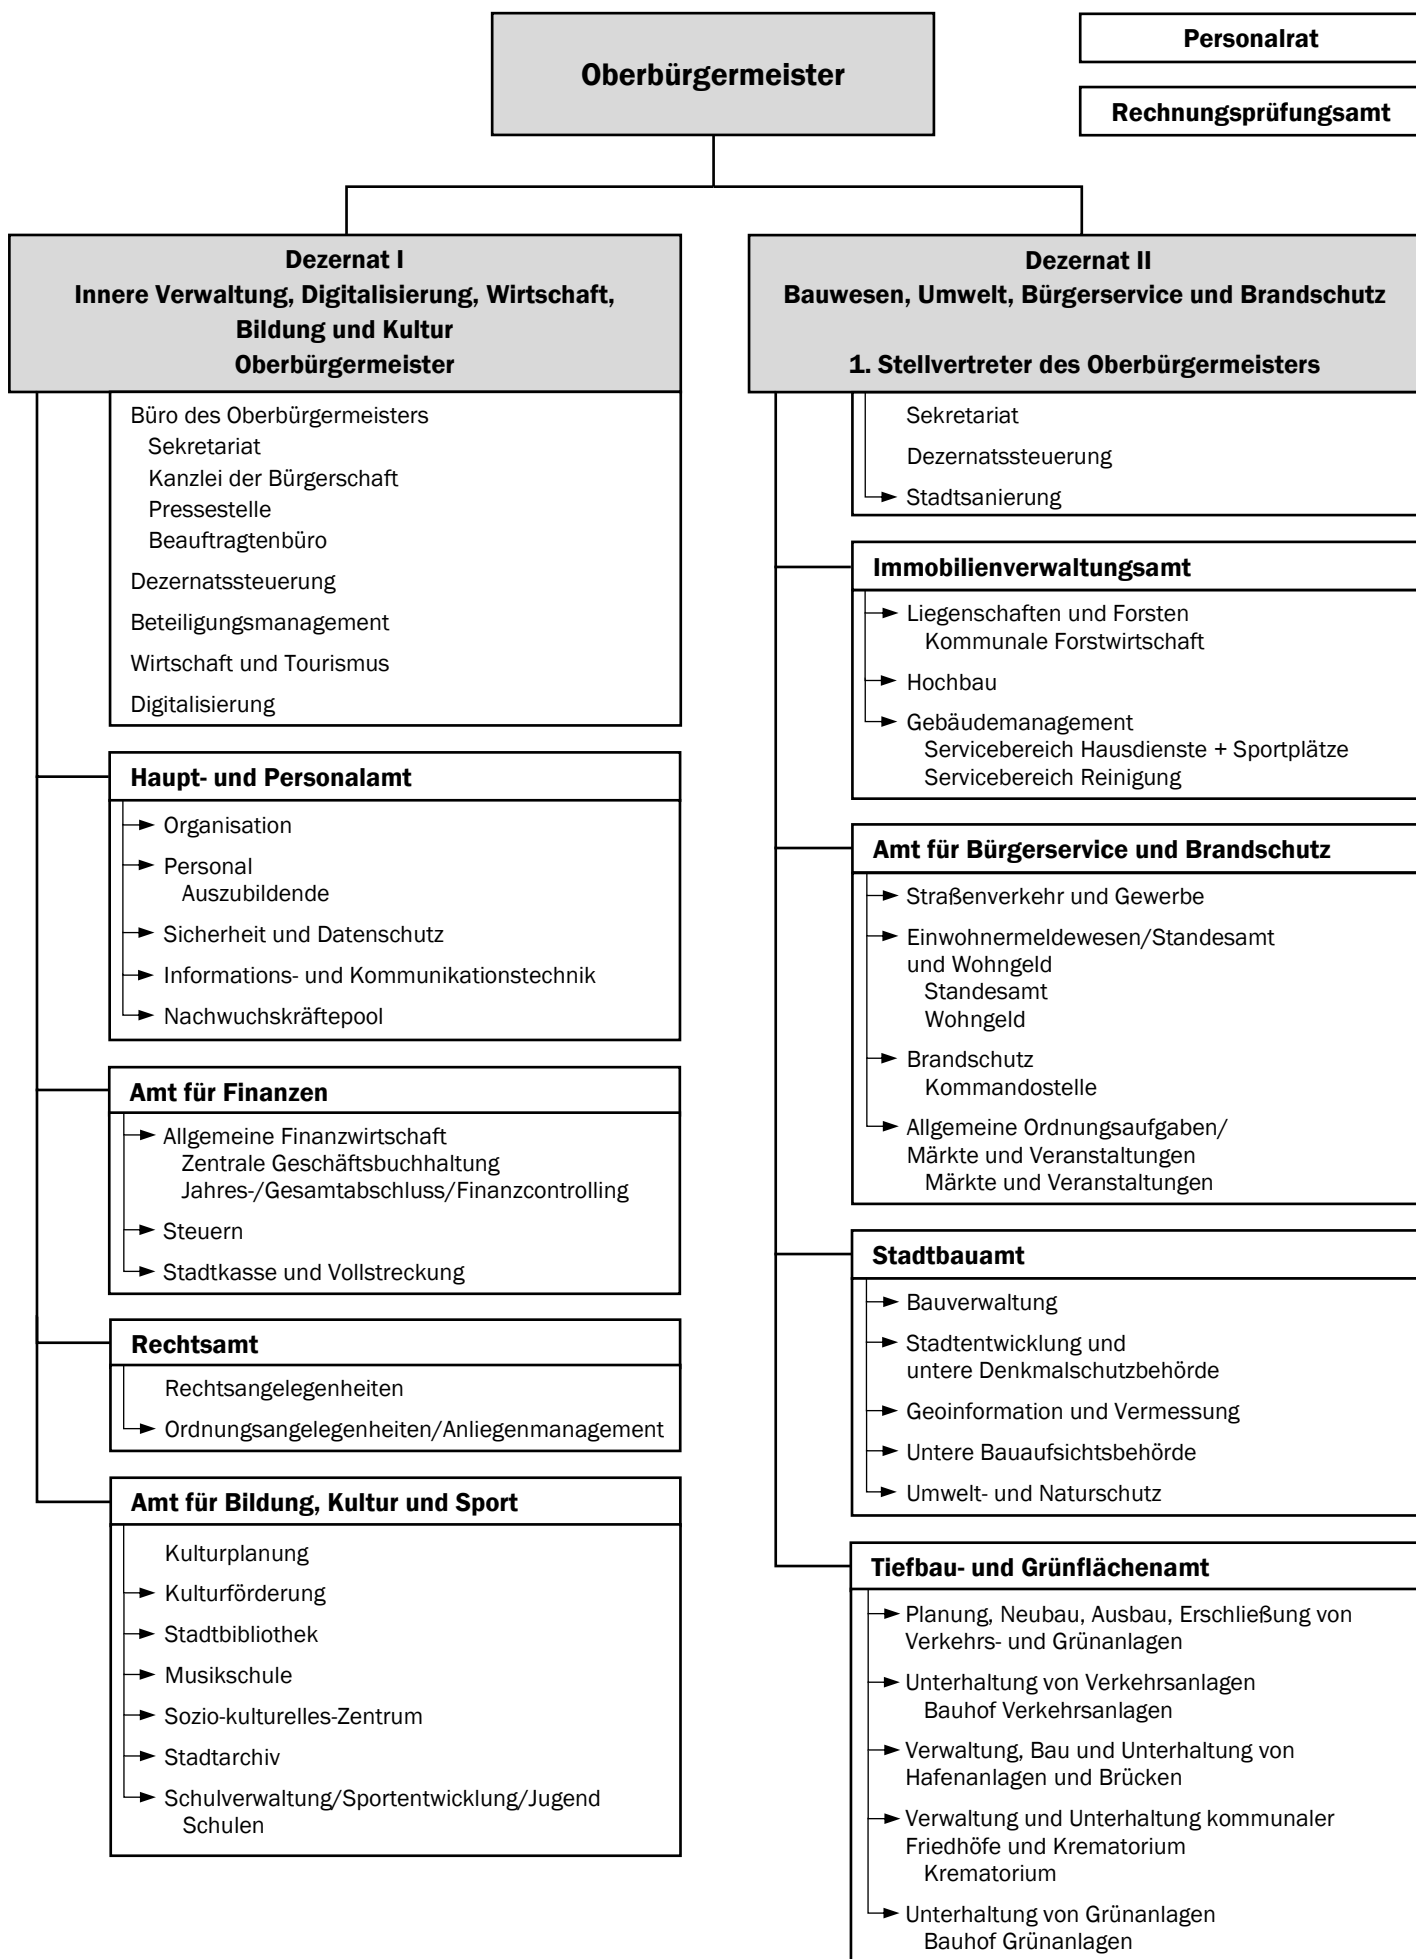 Oberbürgermeister
Personalrat
Rechnungsprüfungsamt
Dezernat I
Innere Verwaltung, Digitalisierung, Wirtschaft,
Bildung und Kultur
Oberbürgermeister
Büro des Oberbürgermeisters
Sekretariat
Kanzlei der Bürgerschaft
Pressestelle
Beauftragtenbüro
Dezernatssteuerung
Beteiligungsmanagement
Wirtschaft und Tourismus
Digitalisierung
Haupt- und Personalamt
Organisation
Personal
Auszubildende
Sicherheit und Datenschutz
Informations- und Kommunikationstechnik
Nachwuchskräftepool
Amt für Finanzen
Allgemeine Finanzwirtschaft
Zentrale Geschäftsbuchhaltung
Jahres-/Gesamtabschluss/Finanzcontrolling
Steuern
Stadtkasse und Vollstreckung
Rechtsamt
Rechtsangelegenheiten
Ordnungsangelegenheiten/Anliegenmanagement
Amt für Bildung, Kultur und Sport
Kulturplanung
Kulturförderung
Stadtbibliothek
Musikschule
Sozio-kulturelles-Zentrum
Stadtarchiv
Schulverwaltung/Sportentwicklung/Jugend
Schulen
Dezernat II
Bauwesen, Umwelt, Bürgerservice und Brandschutz
1. Stellvertreter des Oberbürgermeisters
Sekretariat
Dezernatssteuerung
Stadtsanierung
Immobilienverwaltungsamt
Liegenschaften und Forsten
Kommunale Forstwirtschaft
Hochbau
Gebäudemanagement
Servicebereich Hausdienste + Sportplätze
Servicebereich Reinigung
Amt für Bürgerservice und Brandschutz
Straßenverkehr und Gewerbe
Einwohnermeldewesen/Standesamt
und Wohngeld
Standesamt
Wohngeld
Brandschutz
Kommandostelle
Allgemeine Ordnungsaufgaben/
Märkte und Veranstaltungen
Märkte und Veranstaltungen
Stadtbauamt
Bauverwaltung
Stadtentwicklung und
untere Denkmalschutzbehörde
Geoinformation und Vermessung
Untere Bauaufsichtsbehörde
Umwelt- und Naturschutz
Tiefbau- und Grünflächenamt
Planung, Neubau, Ausbau, Erschließung von
Verkehrs- und Grünanlagen
Unterhaltung von Verkehrsanlagen
Bauhof Verkehrsanlagen
Verwaltung, Bau und Unterhaltung von
Hafenanlagen und Brücken
Verwaltung und Unterhaltung kommunaler
Friedhöfe und Krematorium
Krematorium
Unterhaltung von Grünanlagen
Bauhof Grünanlagen